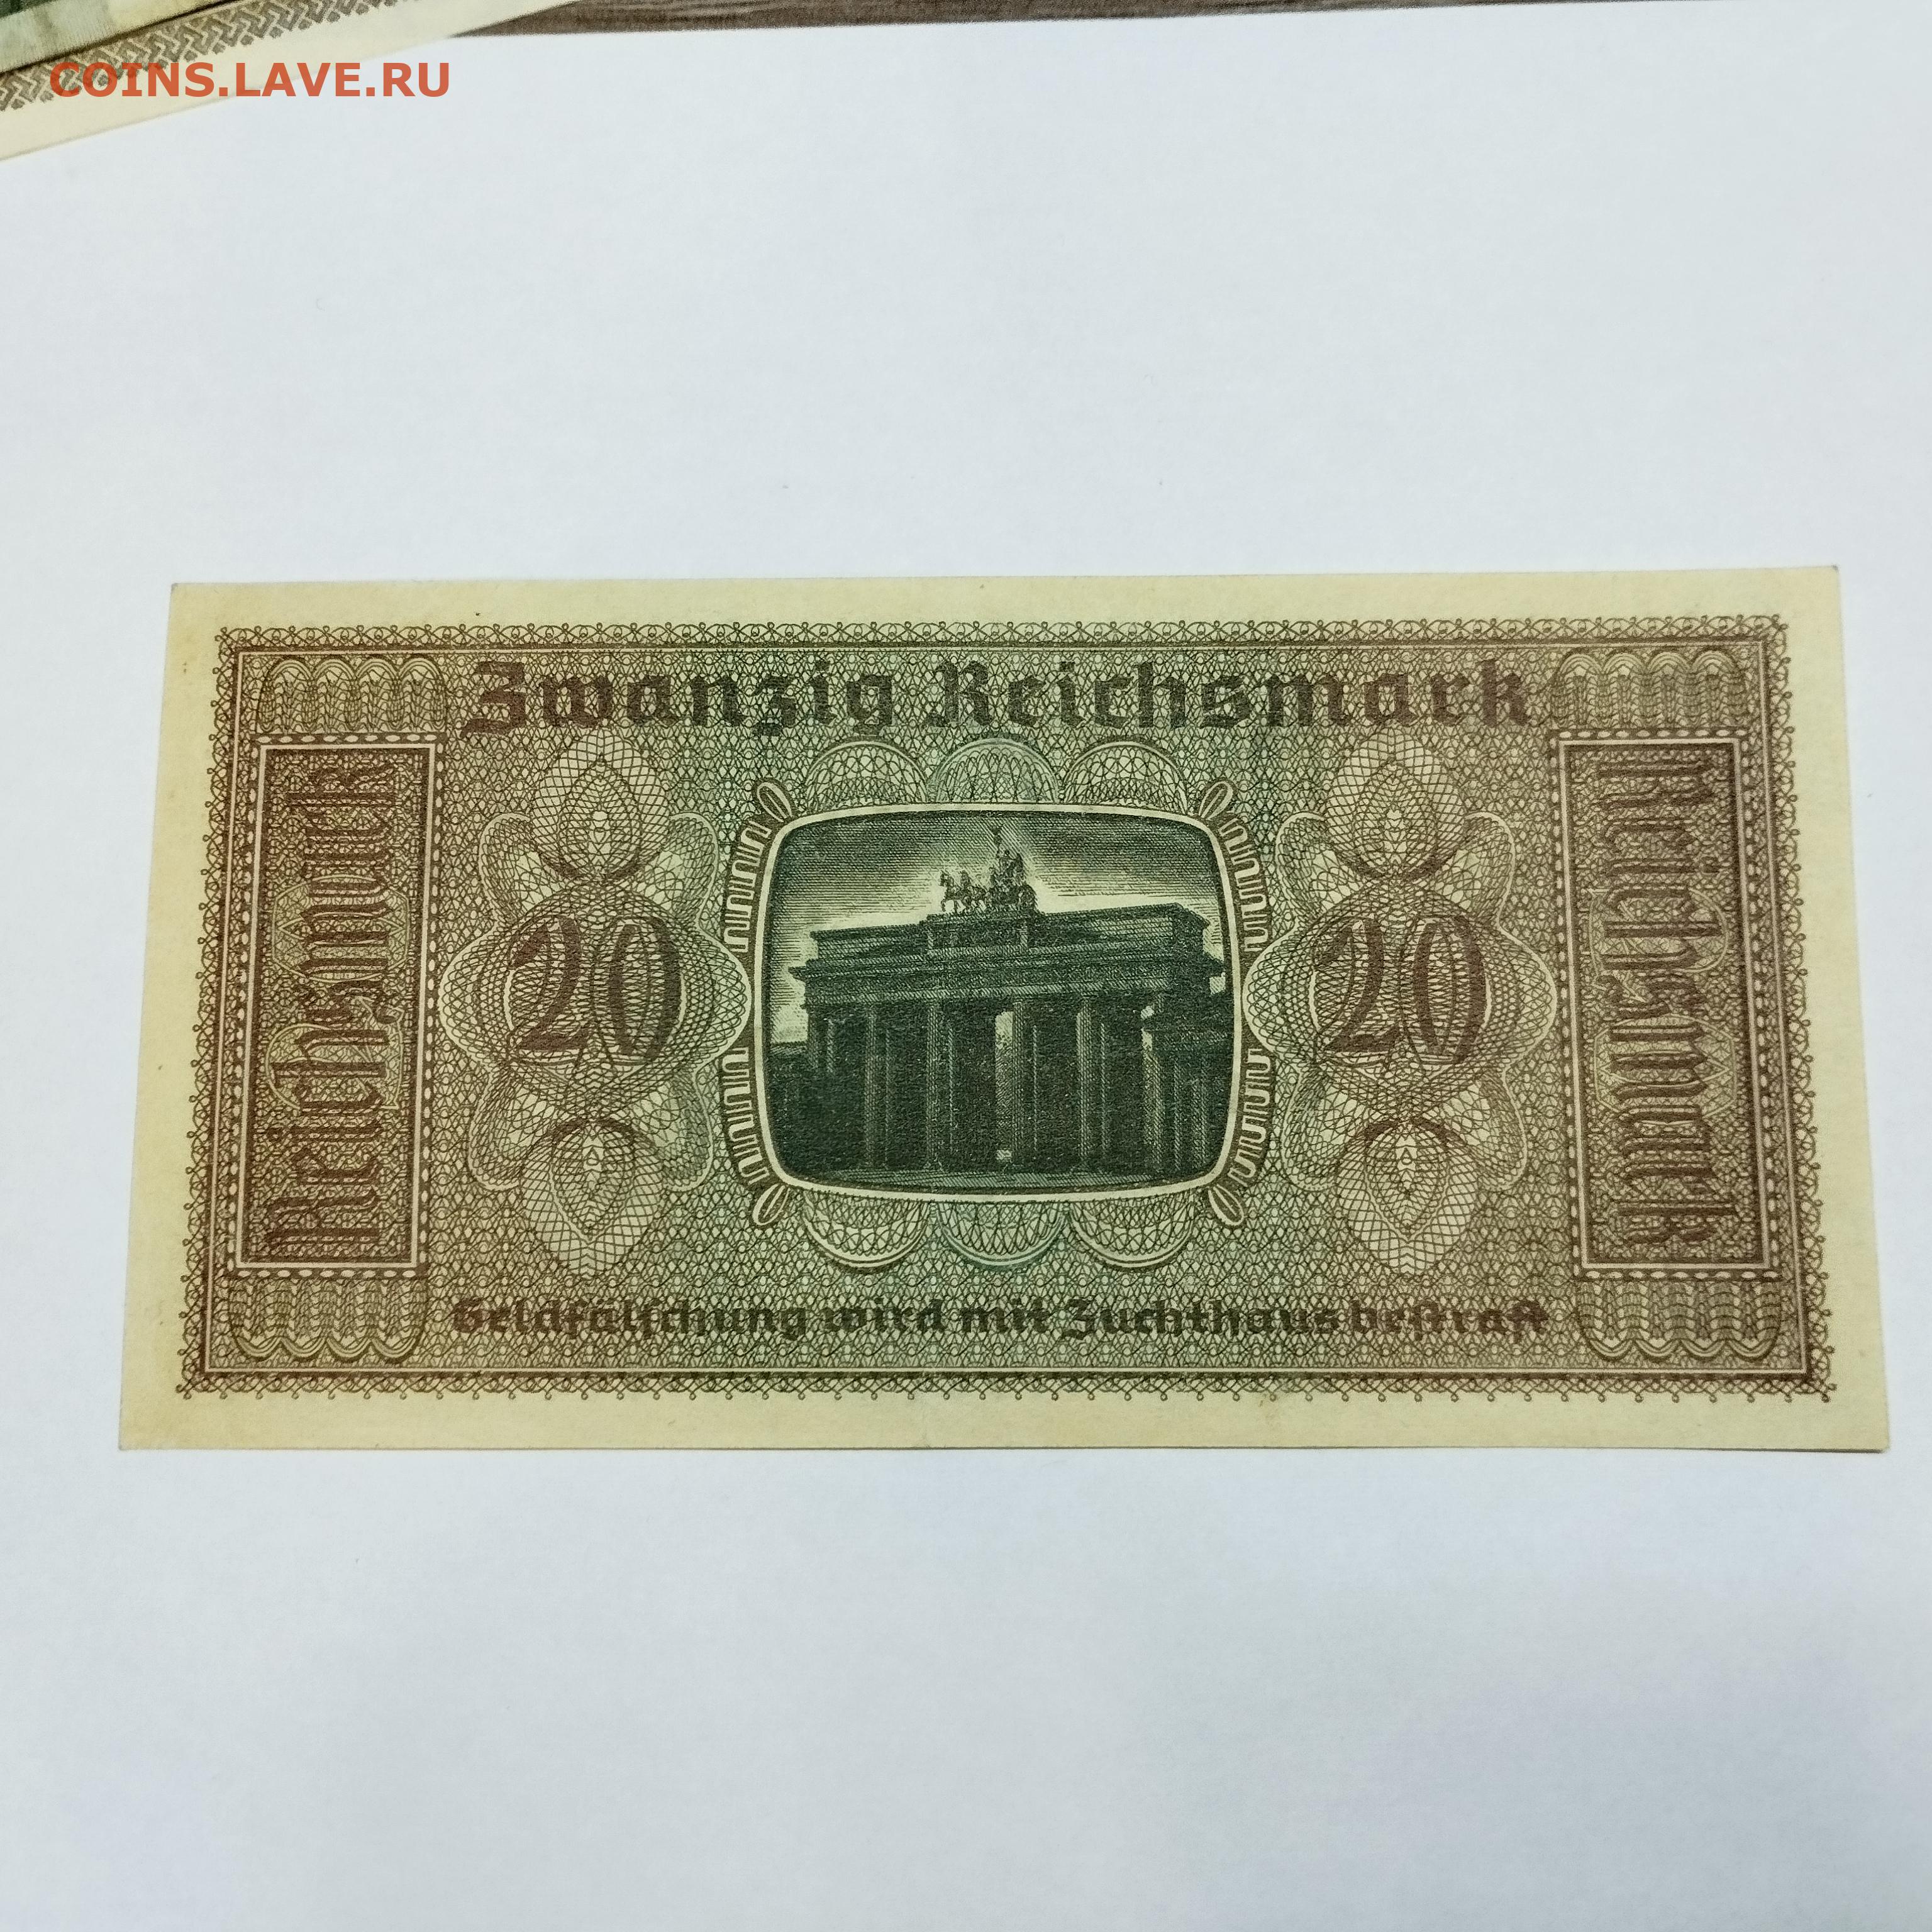 COINS.LAVE.RU
Zwanzig Reichsmark
Reichsmark
20
20
Reichsmark
Geldfälschung wird mit Zuchthaus bestraft